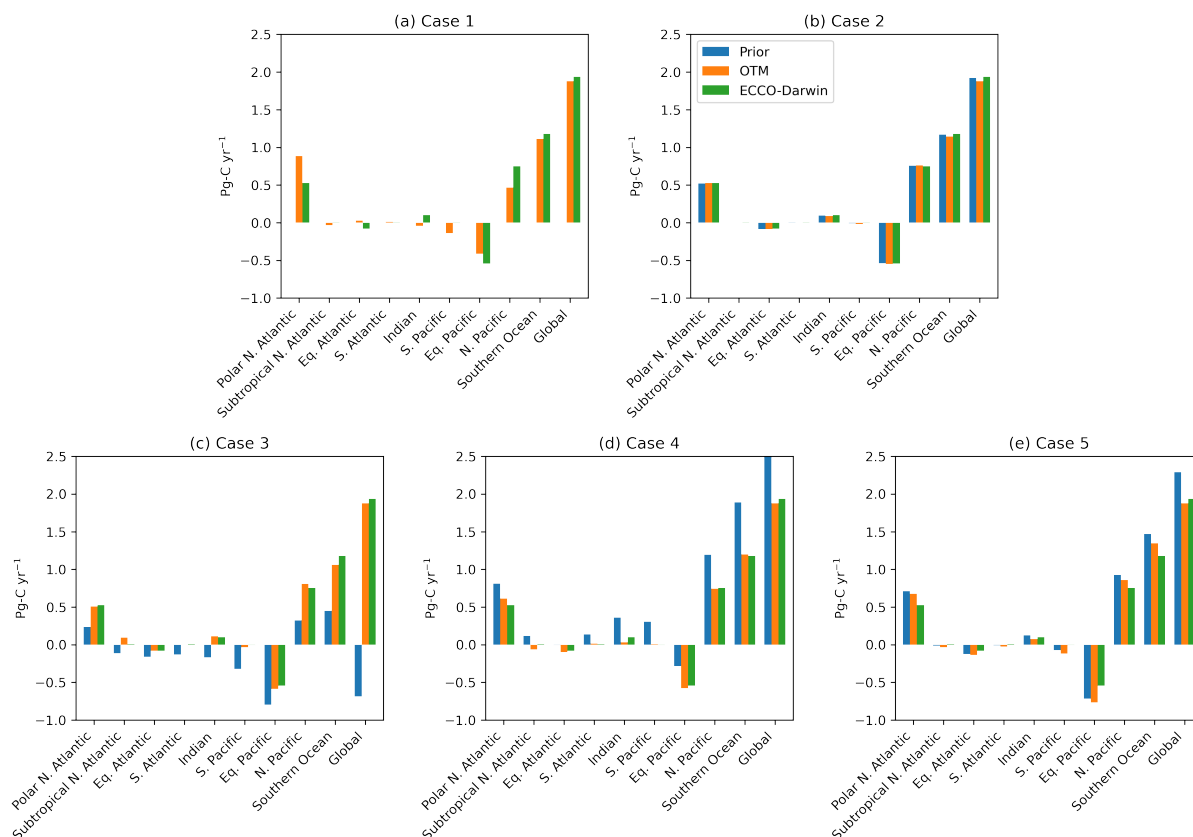 (a) Case 1
Pg-C yr⁻¹
2.5
2.0
1.5
1.0
0.5
0.0
−0.5
−1.0
Polar N. Atlantic
Subtropical N. Atlantic
Eq. Atlantic
S. Atlantic
Indian
S. Pacific
Eq. Pacific
N. Pacific
Southern Ocean
Global
(b) Case 2
Pg-C yr⁻¹
2.5
2.0
1.5
1.0
0.5
0.0
−0.5
−1.0
Prior
OTM
ECCO-Darwin
Polar N. Atlantic
Subtropical N. Atlantic
Eq. Atlantic
S. Atlantic
Indian
S. Pacific
Eq. Pacific
N. Pacific
Southern Ocean
Global
(c) Case 3
Pg-C yr⁻¹
2.5
2.0
1.5
1.0
0.5
0.0
−0.5
−1.0
Polar N. Atlantic
Subtropical N. Atlantic
Eq. Atlantic
S. Atlantic
Indian
S. Pacific
Eq. Pacific
N. Pacific
Southern Ocean
Global
(d) Case 4
Pg-C yr⁻¹
2.5
2.0
1.5
1.0
0.5
0.0
−0.5
−1.0
Polar N. Atlantic
Subtropical N. Atlantic
Eq. Atlantic
S. Atlantic
Indian
S. Pacific
Eq. Pacific
N. Pacific
Southern Ocean
Global
(e) Case 5
Pg-C yr⁻¹
2.5
2.0
1.5
1.0
0.5
0.0
−0.5
−1.0
Polar N. Atlantic
Subtropical N. Atlantic
Eq. Atlantic
S. Atlantic
Indian
S. Pacific
Eq. Pacific
N. Pacific
Southern Ocean
Global